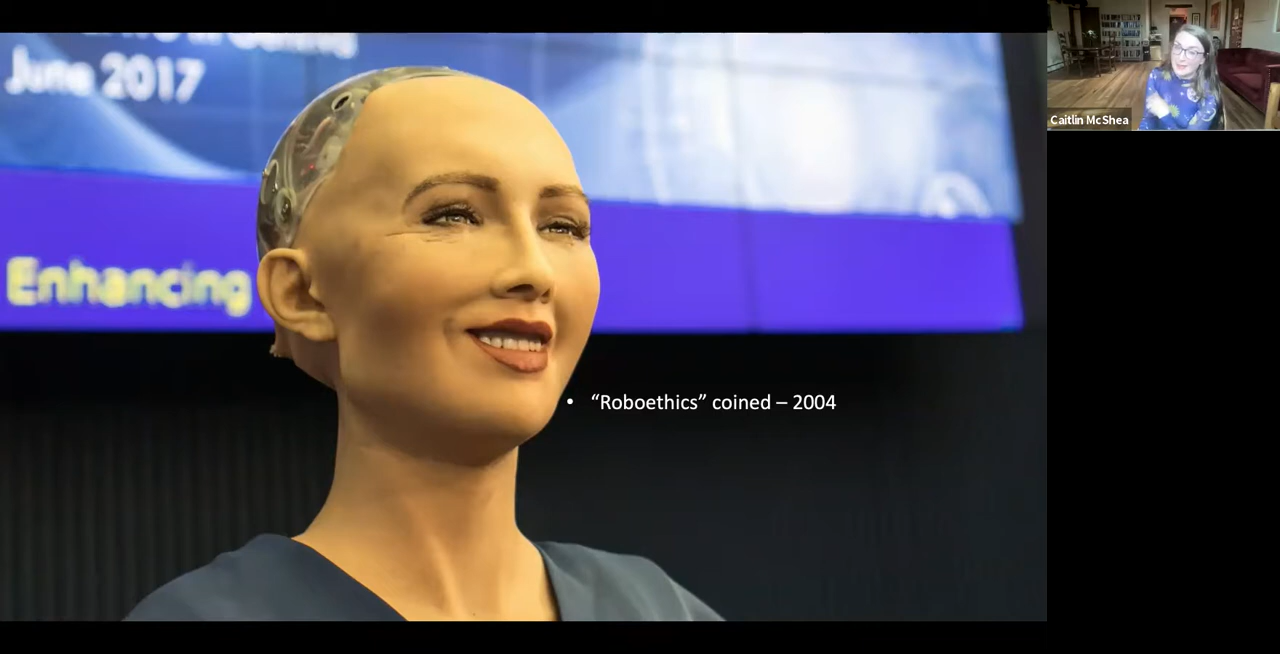 June 2017
Enhancing
• “Roboethics” coined – 2004
Caitlin McShea